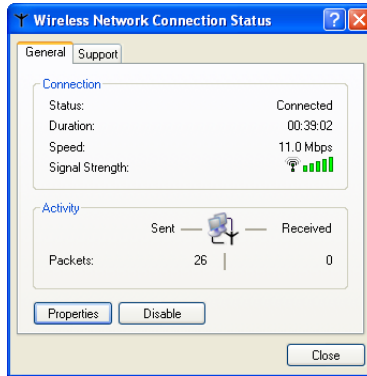 Wireless Network Connection Status
General Support
Connection
Status: Connected
Duration: 00:39:02
Speed: 11.0 Mbps
Signal Strength:
Activity
Sent Received
Packets: 26 0
Properties Disable
Close